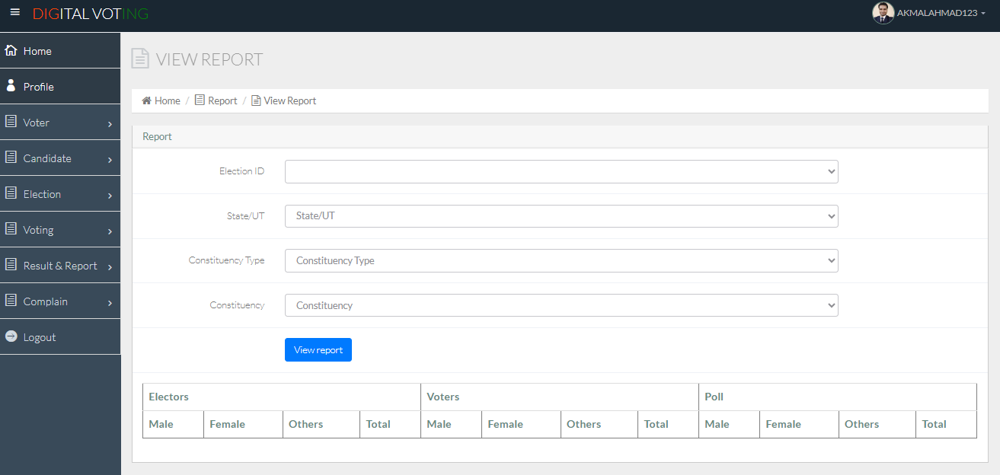 DIGITAL VOTING
AKMALAHMAD123
Home
Profile
Voter
Candidate
Election
Voting
Result & Report
Complain
Logout
VIEW REPORT
Home / Report / View Report
Report
Election ID
State/UT State/UT
Constituency Type Constituency Type
Constituency Constituency
View report
Electors Voters Poll
Male Female Others Total Male Female Others Total Male Female Others Total